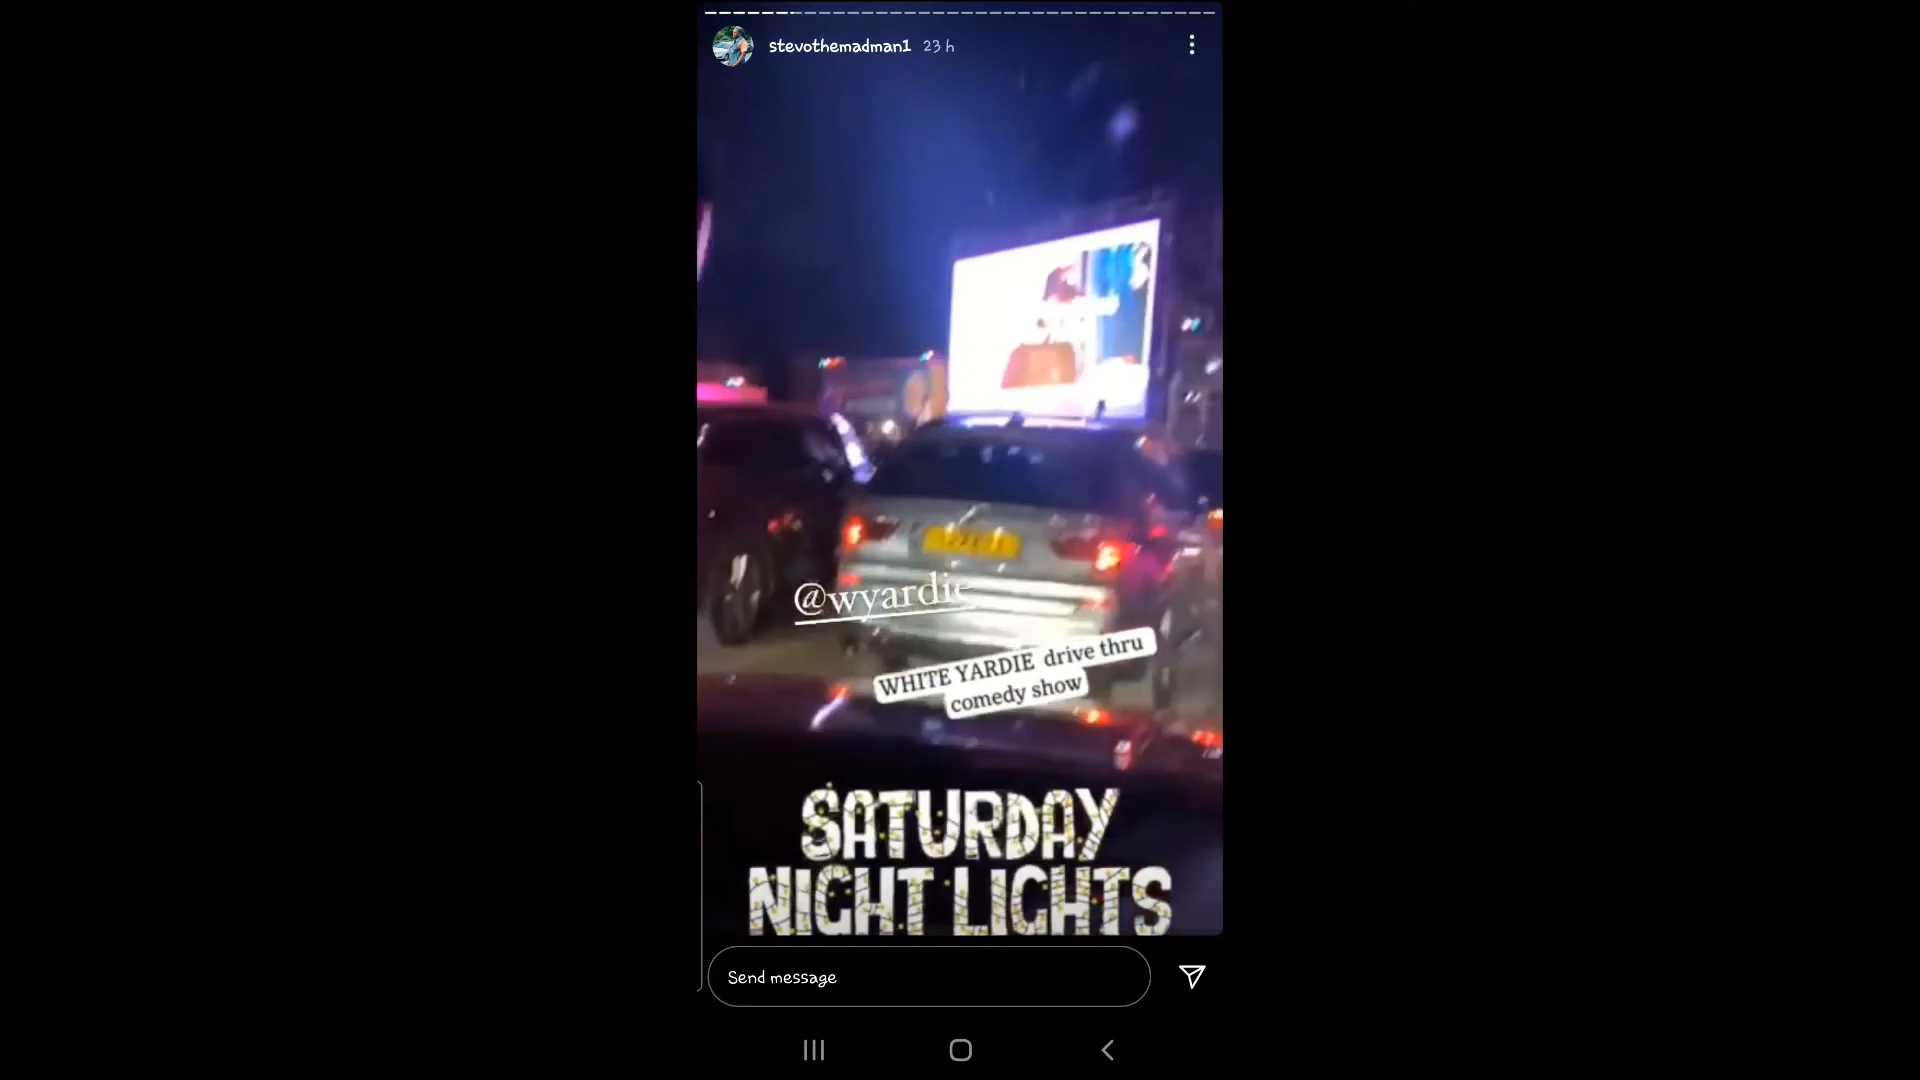 stevothemadman1 23 h
@wyardie
WHITE YARDIE drive thru
comedy show
SATURDAY
NIGHT LIGHTS
Send message